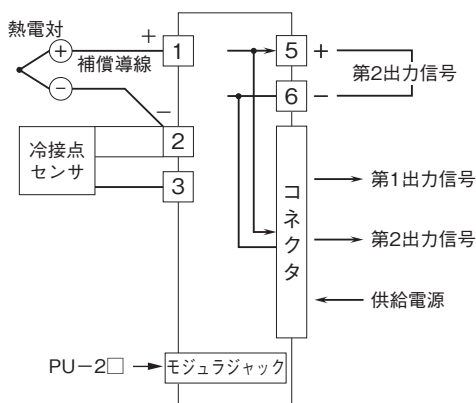 熱電対
+
-
補償導線
+
-
1
2
3
冷接点
センサ
5
+
6
-
第2出力信号
コネクタ
第1出力信号
第2出力信号
供給電源
PU-2□
モジュラジャック